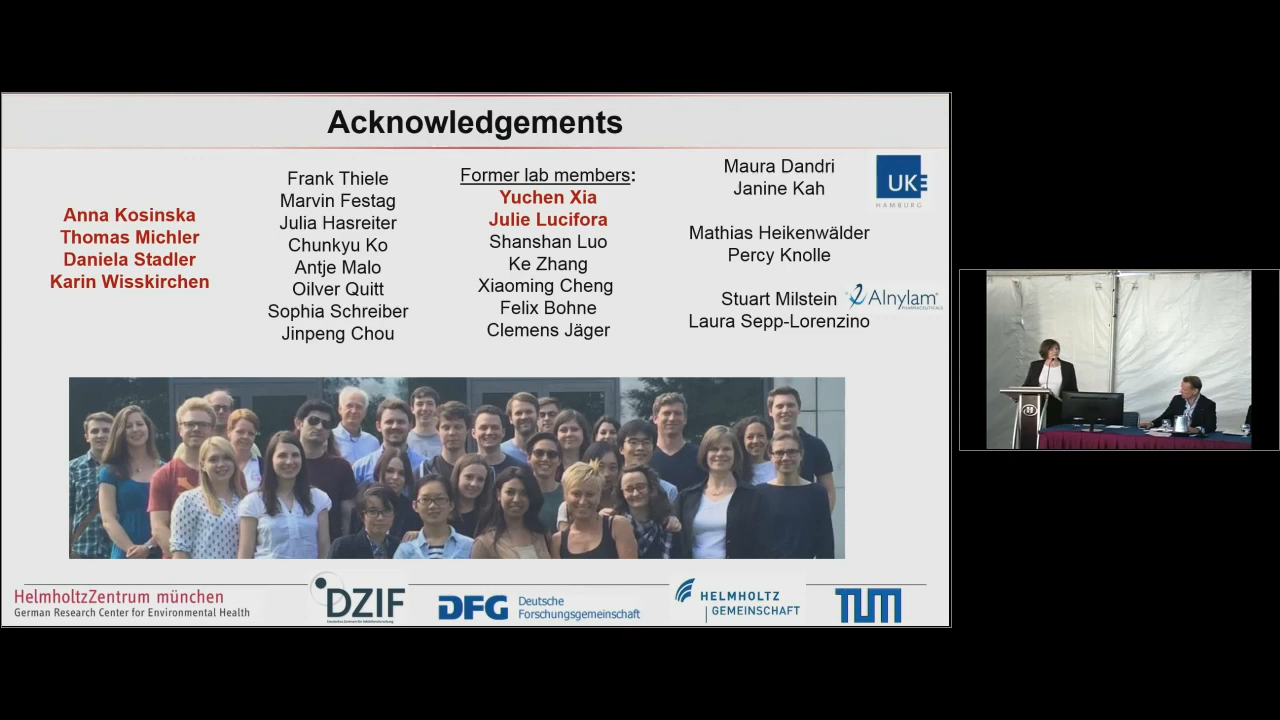 Acknowledgements
Anna Kosinska
Thomas Michler
Daniela Stadler
Karin Wisskirchen
Frank Thiele
Marvin Festag
Julia Hasreiter
Chunkyu Ko
Antje Malo
Oilver Quitt
Sophia Schreiber
Jinpeng Chou
Former lab members:
Yuchen Xia
Julie Lucifora
Shanshan Luo
Ke Zhang
Xiaoming Cheng
Felix Bohne
Clemens Jäger
Maura Dandri
Janine Kah
UKE
HAMBURG
Mathias Heikenwälder
Percy Knolle
Stuart Milstein
Laura Sepp-Lorenzino
Alnylam
PHARMACEUTICALS
HelmholtzZentrum münchen
German Research Center for Environmental Health
DZIF
DFG Deutsche
Forschungsgemeinschaft
HELMHOLTZ
GEMEINSCHAFT
TUM